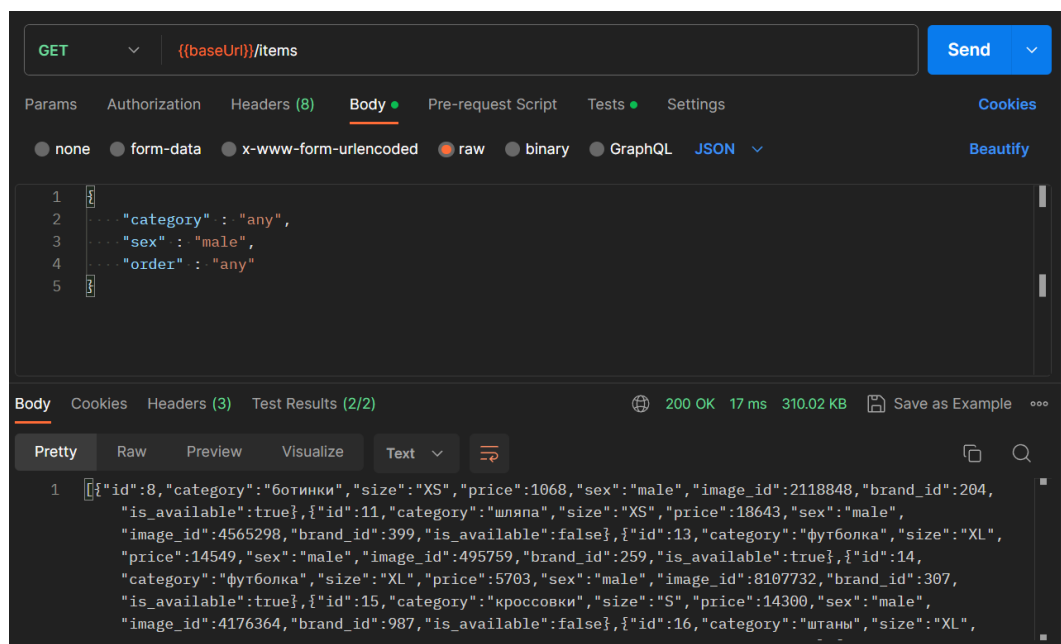 GET {{baseUrl}}/items Send
Params Authorization Headers (8) Body Pre-request Script Tests Settings Cookies
none form-data x-www-form-urlencoded raw binary GraphQL JSON Beautify
1 {
2 "category" : "any",
3 "sex" : "male",
4 "order" : "any"
5 }
Body Cookies Headers (3) Test Results (2/2) 200 OK 17 ms 310.02 KB Save as Example
Pretty Raw Preview Visualize Text
1 [{"id":8,"category":"ботинки","size":"XS","price":1068,"sex":"male","image_id":2118848,"brand_id":204,
"is_available":true},{"id":11,"category":"шляпа","size":"XS","price":18643,"sex":"male",
"image_id":4565298,"brand_id":399,"is_available":false},{"id":13,"category":"футболка","size":"XL",
"price":14549,"sex":"male","image_id":495759,"brand_id":259,"is_available":true},{"id":14,
"category":"футболка","size":"XL","price":5703,"sex":"male","image_id":8107732,"brand_id":307,
"is_available":true},{"id":15,"category":"кроссовки","size":"S","price":14300,"sex":"male",
"image_id":4176364,"brand_id":987,"is_available":false},{"id":16,"category":"штаны","size":"XL",